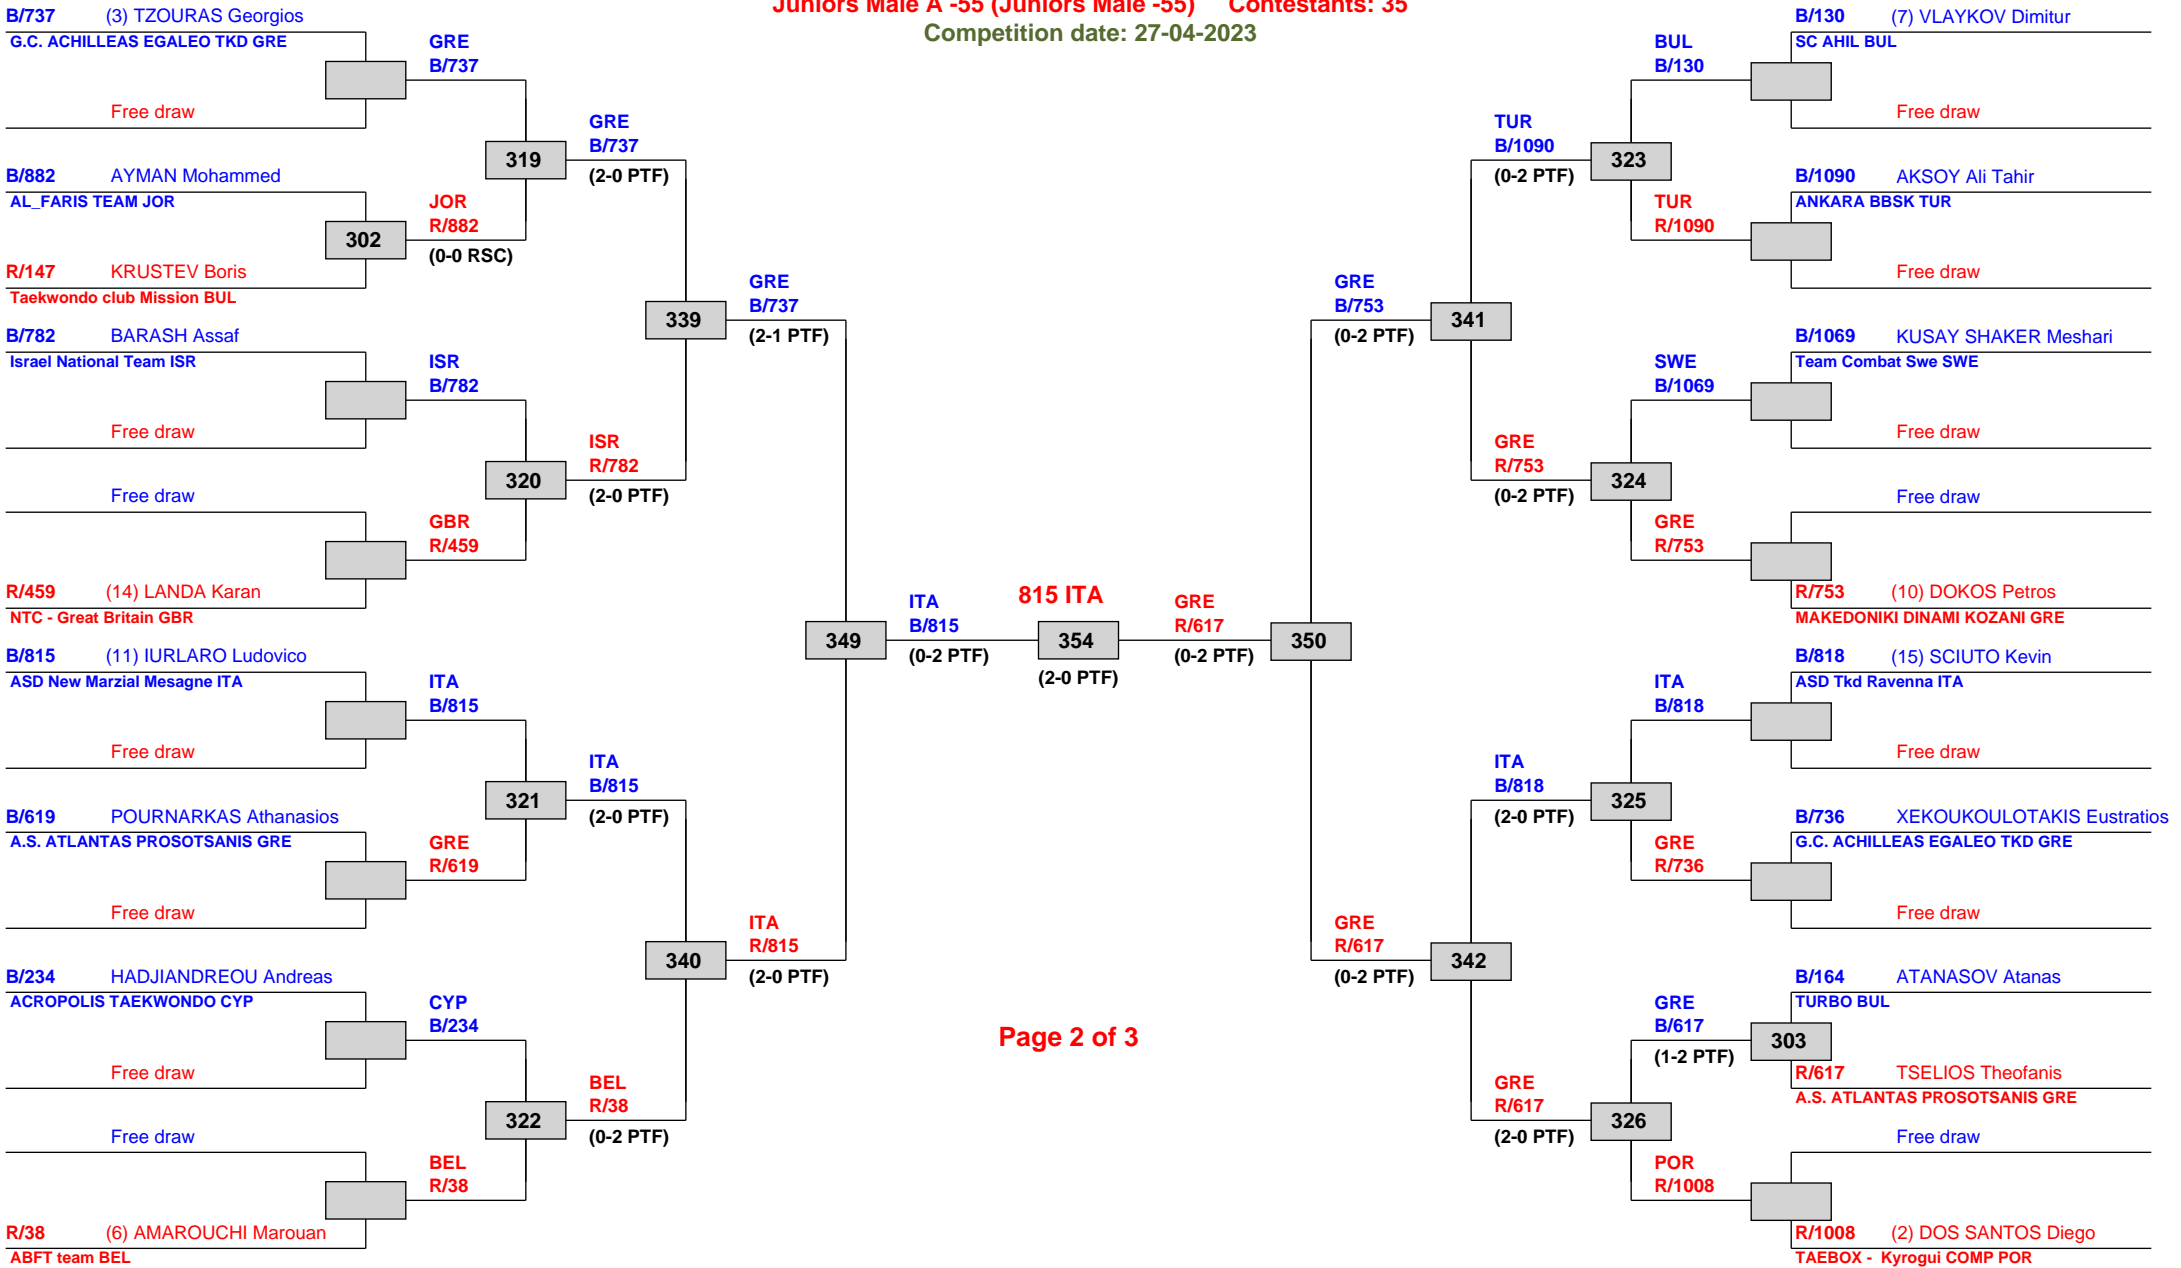 Juniors Male A -55 (Juniors Male -55) Contestants: 35
Competition date: 27-04-2023
B/737 (3) TZOURAS Georgios
G.C. ACHILLEAS EGALEO TKD GRE
Free draw
B/882 AYMAN Mohammed
AL_FARIS TEAM JOR
R/147 KRUSTEV Boris
Taekwondo club Mission BUL
B/782 BARASH Assaf
Israel National Team ISR
Free draw
Free draw
R/459 (14) LANDA Karan
NTC - Great Britain GBR
B/815 (11) IURLARO Ludovico
ASD New Marzial Mesagne ITA
Free draw
B/619 POURNARKAS Athanasios
A.S. ATLANTAS PROSOTSANIS GRE
Free draw
B/234 HADJIANDREOU Andreas
ACROPOLIS TAEKWONDO CYP
Free draw
Free draw
R/38 (6) AMAROUCHI Marouan
ABFT team BEL
GRE
B/737
302
JOR
R/882
(0-0 RSC)
ISR
B/782
GBR
R/459
ITA
B/815
GRE
R/619
CYP
B/234
BEL
R/38
319
GRE
B/737
(2-0 PTF)
320
ISR
R/782
(2-0 PTF)
321
ITA
B/815
(2-0 PTF)
322
BEL
R/38
(0-2 PTF)
339
GRE
B/737
(2-1 PTF)
340
ITA
R/815
(2-0 PTF)
349
ITA
B/815
(0-2 PTF)
815 ITA
354
(2-0 PTF)
GRE
R/617
(0-2 PTF)
350
GRE
B/753
(0-2 PTF)
341
GRE
R/617
(0-2 PTF)
342
TUR
B/1090
(0-2 PTF)
323
GRE
R/753
(0-2 PTF)
324
ITA
B/818
(2-0 PTF)
325
GRE
R/617
(2-0 PTF)
326
BUL
B/130
TUR
R/1090
SWE
B/1069
GRE
R/753
ITA
B/818
GRE
R/736
GRE
B/617
(1-2 PTF)
303
POR
R/1008
B/130 (7) VLAYKOV Dimitur
SC AHIL BUL
Free draw
B/1090 AKSOY Ali Tahir
ANKARA BBSK TUR
Free draw
B/1069 KUSAY SHAKER Meshari
Team Combat Swe SWE
Free draw
Free draw
R/753 (10) DOKOS Petros
MAKEDONIKI DINAMI KOZANI GRE
B/818 (15) SCIUTO Kevin
ASD Tkd Ravenna ITA
Free draw
B/736 XEKOUKOULOTAKIS Eustratios
G.C. ACHILLEAS EGALEO TKD GRE
Free draw
B/164 ATANASOV Atanas
TURBO BUL
R/617 TSELIOS Theofanis
A.S. ATLANTAS PROSOTSANIS GRE
Free draw
R/1008 (2) DOS SANTOS Diego
TAEBOX - Kyrogui COMP POR
Page 2 of 3